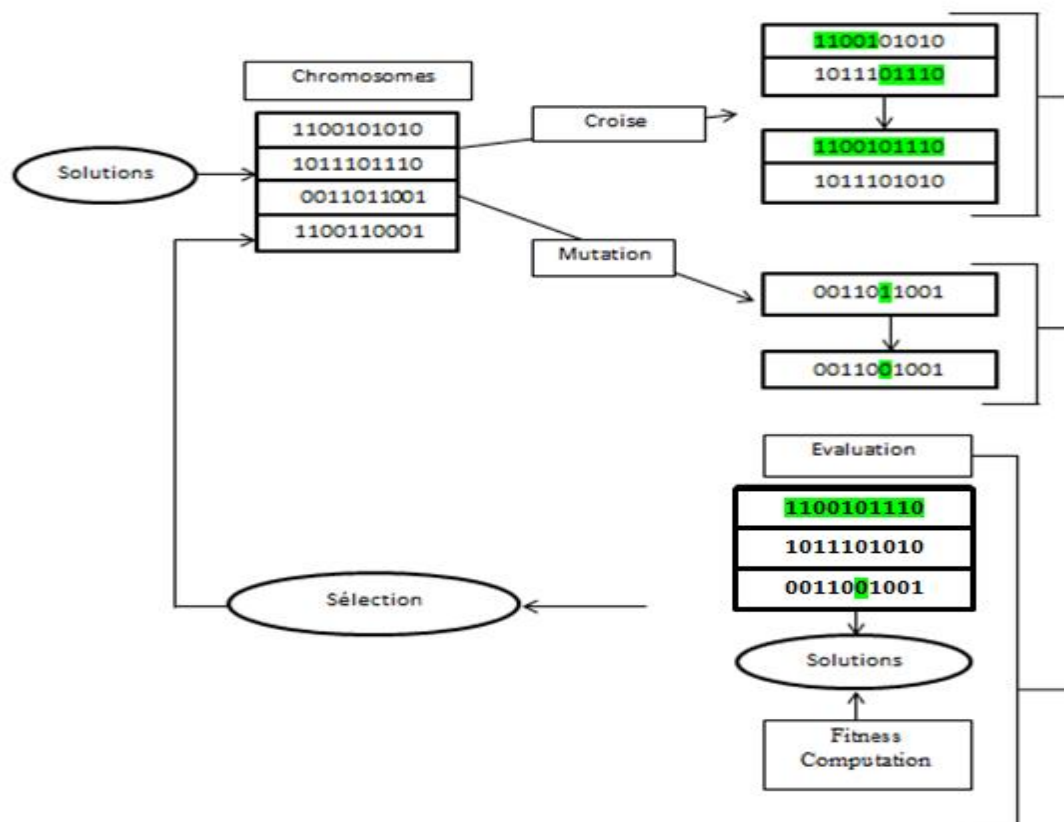 Solutions
Chromosomes
1100101010
1011101110
0011011001
1100110001
Croise
Mutation
1100101010
1011101110
1100101110
1011101010
0011011001
0011001001
Evaluation
1100101110
1011101010
0011001001
Solutions
Fitness
Computation
Sélection